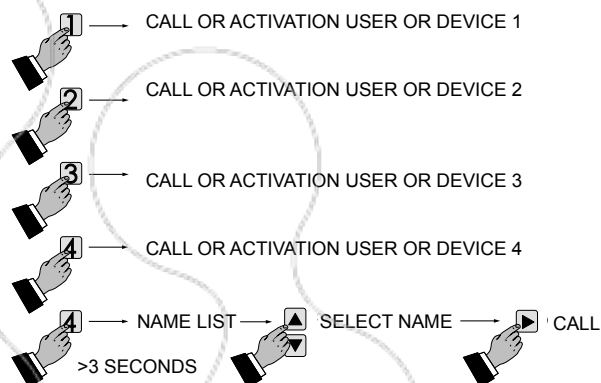 1 CALL OR ACTIVATION USER OR DEVICE 1
2 CALL OR ACTIVATION USER OR DEVICE 2
3 CALL OR ACTIVATION USER OR DEVICE 3
4 CALL OR ACTIVATION USER OR DEVICE 4
4 NAME LIST SELECT NAME CALL
>3 SECONDS